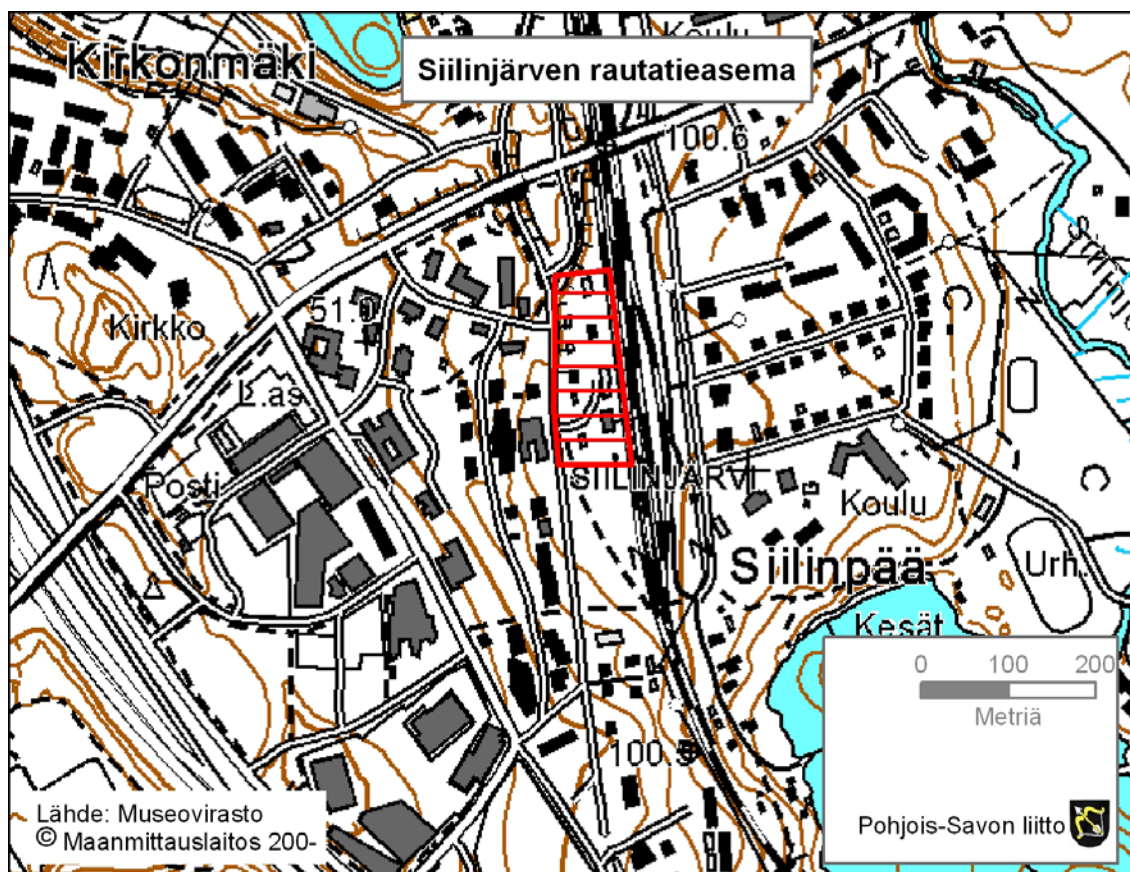 Koulu
Kirkonmäki
Siilinjärven rautatieasema
100.6
Kirkko
51.9
L.as
Posti
SIILINJÄRVI
Koulu
Siilinpää
Urh.
Kesät
0 100 200
Metriä
100.5
Lähde: Museovirasto
© Maanmittauslaitos 200-
Pohjois-Savon liitto